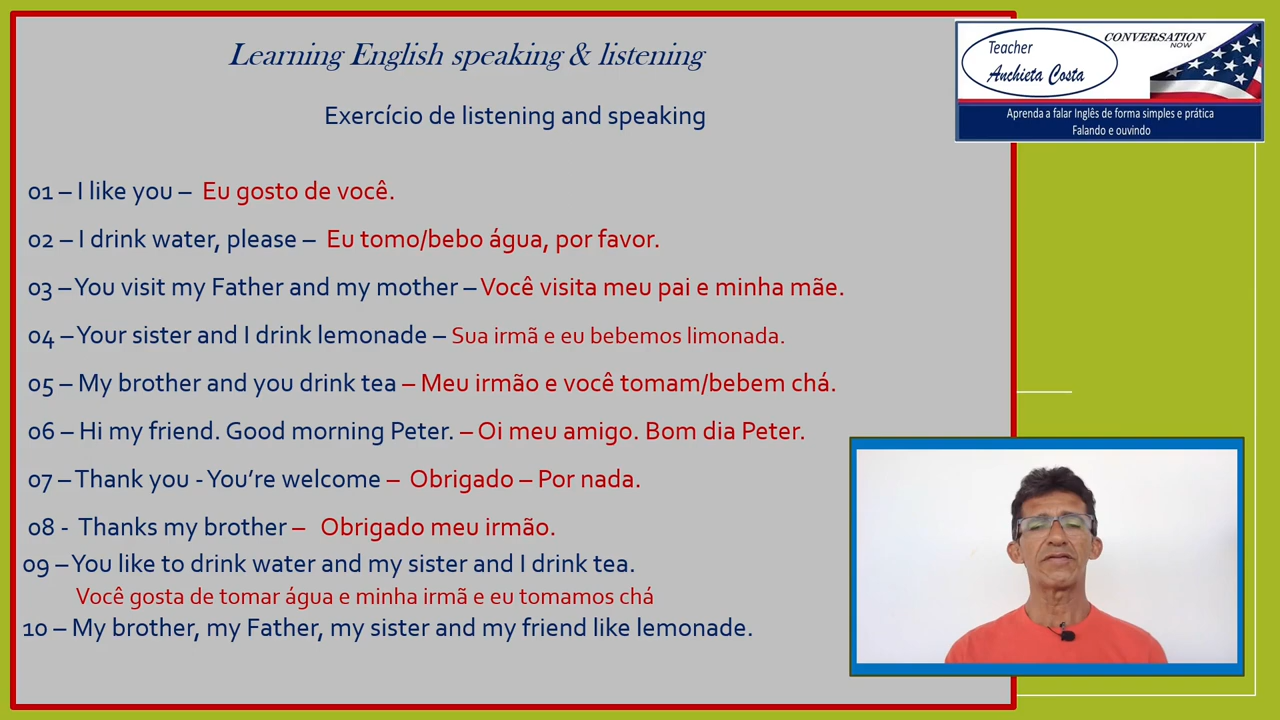 Learning English speaking & listening
Teacher
Anchieta Costa
CONVERSATION
NOW
Exercício de listening and speaking
Aprenda a falar Inglês de forma simples e prática
Falando e ouvindo
01 – I like you – Eu gosto de você.
02 – I drink water, please – Eu tomo/bebo água, por favor.
03 – You visit my Father and my mother – Você visita meu pai e minha mãe.
04 – Your sister and I drink lemonade – Sua irmã e eu bebemos limonada.
05 – My brother and you drink tea – Meu irmão e você tomam/bebem chá.
06 – Hi my friend. Good morning Peter. – Oi meu amigo. Bom dia Peter.
07 – Thank you - You’re welcome – Obrigado – Por nada.
08 - Thanks my brother – Obrigado meu irmão.
09 – You like to drink water and my sister and I drink tea.
Você gosta de tomar água e minha irmã e eu tomamos chá
10 – My brother, my Father, my sister and my friend like lemonade.